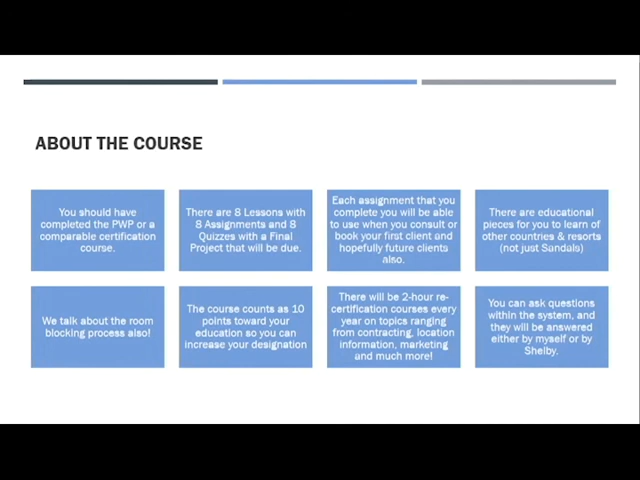 ABOUT THE COURSE
You should have
completed the PWP or a
comparable certification
course.
There are 8 Lessons with
8 Assignments and 8
Quizzes with a Final
Project that will be due.
Each assignment that you
complete you will be able
to use when you consult or
book your first client and
hopefully future clients
also.
There are educational
pieces for you to learn of
other countries & resorts
(not just Sandals)
We talk about the room
blocking process also!
The course counts as 10
points toward your
education so you can
increase your designation
There will be 2-hour re-
certification courses every
year on topics ranging
from contracting, location
information, marketing
and much more!
You can ask questions
within the system, and
they will be answered
either by myself or by
Shelby.